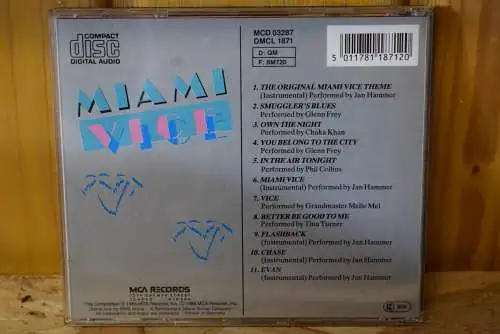 COMPACT
disc
DIGITAL AUDIO
MCD 03287
DMCL 1871
D: GM
F: BM720
5 011781 187120
MIAMI
VICE
1. THE ORIGINAL MIAMI VICE THEME
(Instrumental) Performed by Jan Hammer
2. SMUGGLER'S BLUES
Performed by Glenn Frey
3. OWN THE NIGHT
Performed by Chaka Khan
4. YOU BELONG TO THE CITY
Performed by Glenn Frey
5. IN THE AIR TONIGHT
Performed by Phil Collins
6. MIAMI VICE
(Instrumental) Performed by Jan Hammer
7. VICE
Performed by Grandmaster Melle Mel
8. BETTER BE GOOD TO ME
Performed by Tina Turner
9. FLASHBACK
(Instrumental) Performed by Jan Hammer
10. CHASE
(Instrumental) Performed by Jan Hammer
11. EVAN
(Instrumental) Performed by Jan Hammer
MCA RECORDS